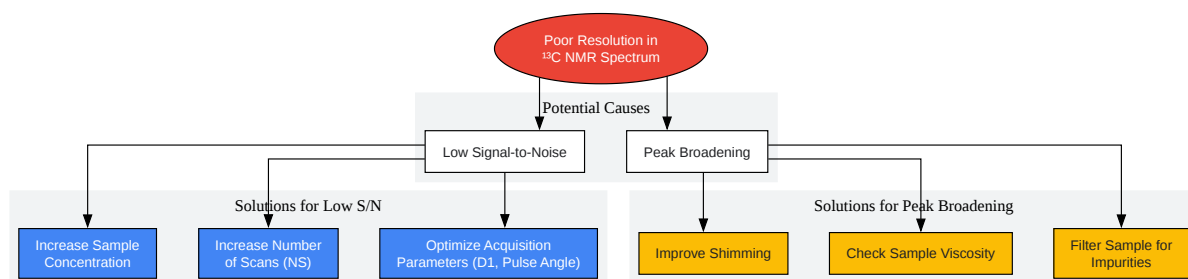 Poor Resolution in
¹³C NMR Spectrum
Potential Causes
Low Signal-to-Noise
Peak Broadening
Solutions for Low S/N
Solutions for Peak Broadening
Increase Sample
Concentration
Increase Number
of Scans (NS)
Optimize Acquisition
Parameters (D1, Pulse Angle)
Improve Shimming
Check Sample Viscosity
Filter Sample for
Impurities